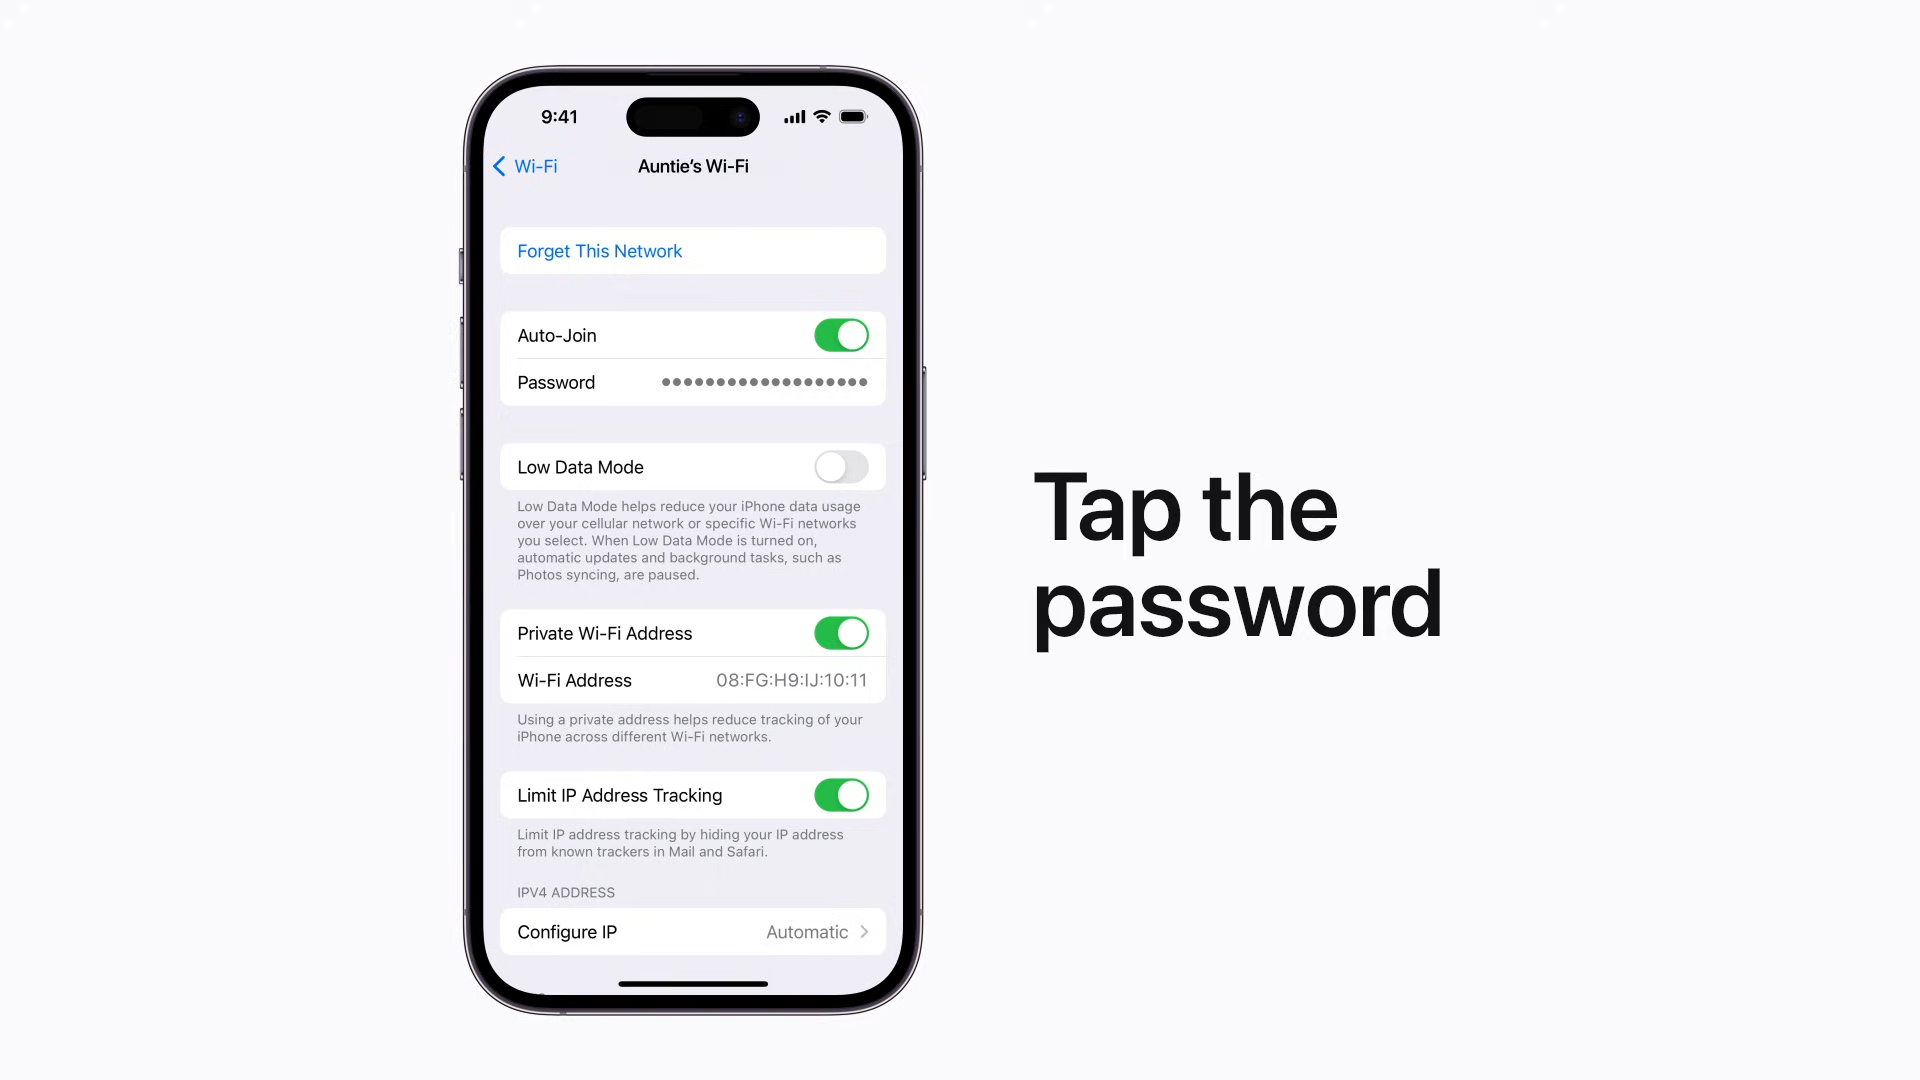 9:41
Wi-Fi
Auntie’s Wi-Fi
Forget This Network
Auto-Join
Password
Low Data Mode
Low Data Mode helps reduce your iPhone data usage
over your cellular network or specific Wi-Fi networks
you select. When Low Data Mode is turned on,
automatic updates and background tasks, such as
Photos syncing, are paused.
Private Wi-Fi Address
Wi-Fi Address 08:FG:H9:IJ:10:11
Using a private address helps reduce tracking of your
iPhone across different Wi-Fi networks.
Limit IP Address Tracking
Limit IP address tracking by hiding your IP address
from known trackers in Mail and Safari.
IPV4 ADDRESS
Configure IP Automatic
Tap the
password